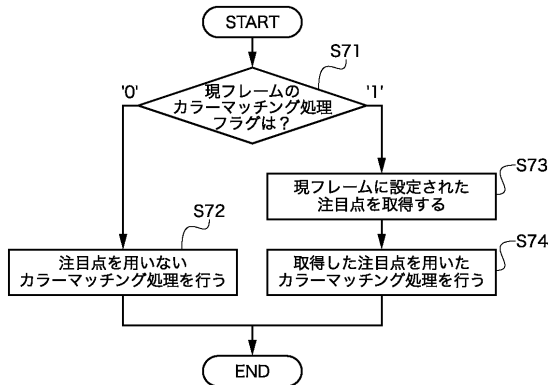 START
S71
'0'
'1'
現フレームの
カラーマッチング処理
フラグは？
S73
現フレームに設定された
注目点を取得する
S72
注目点を用いない
カラーマッチング処理を行う
S74
取得した注目点を用いた
カラーマッチング処理を行う
END